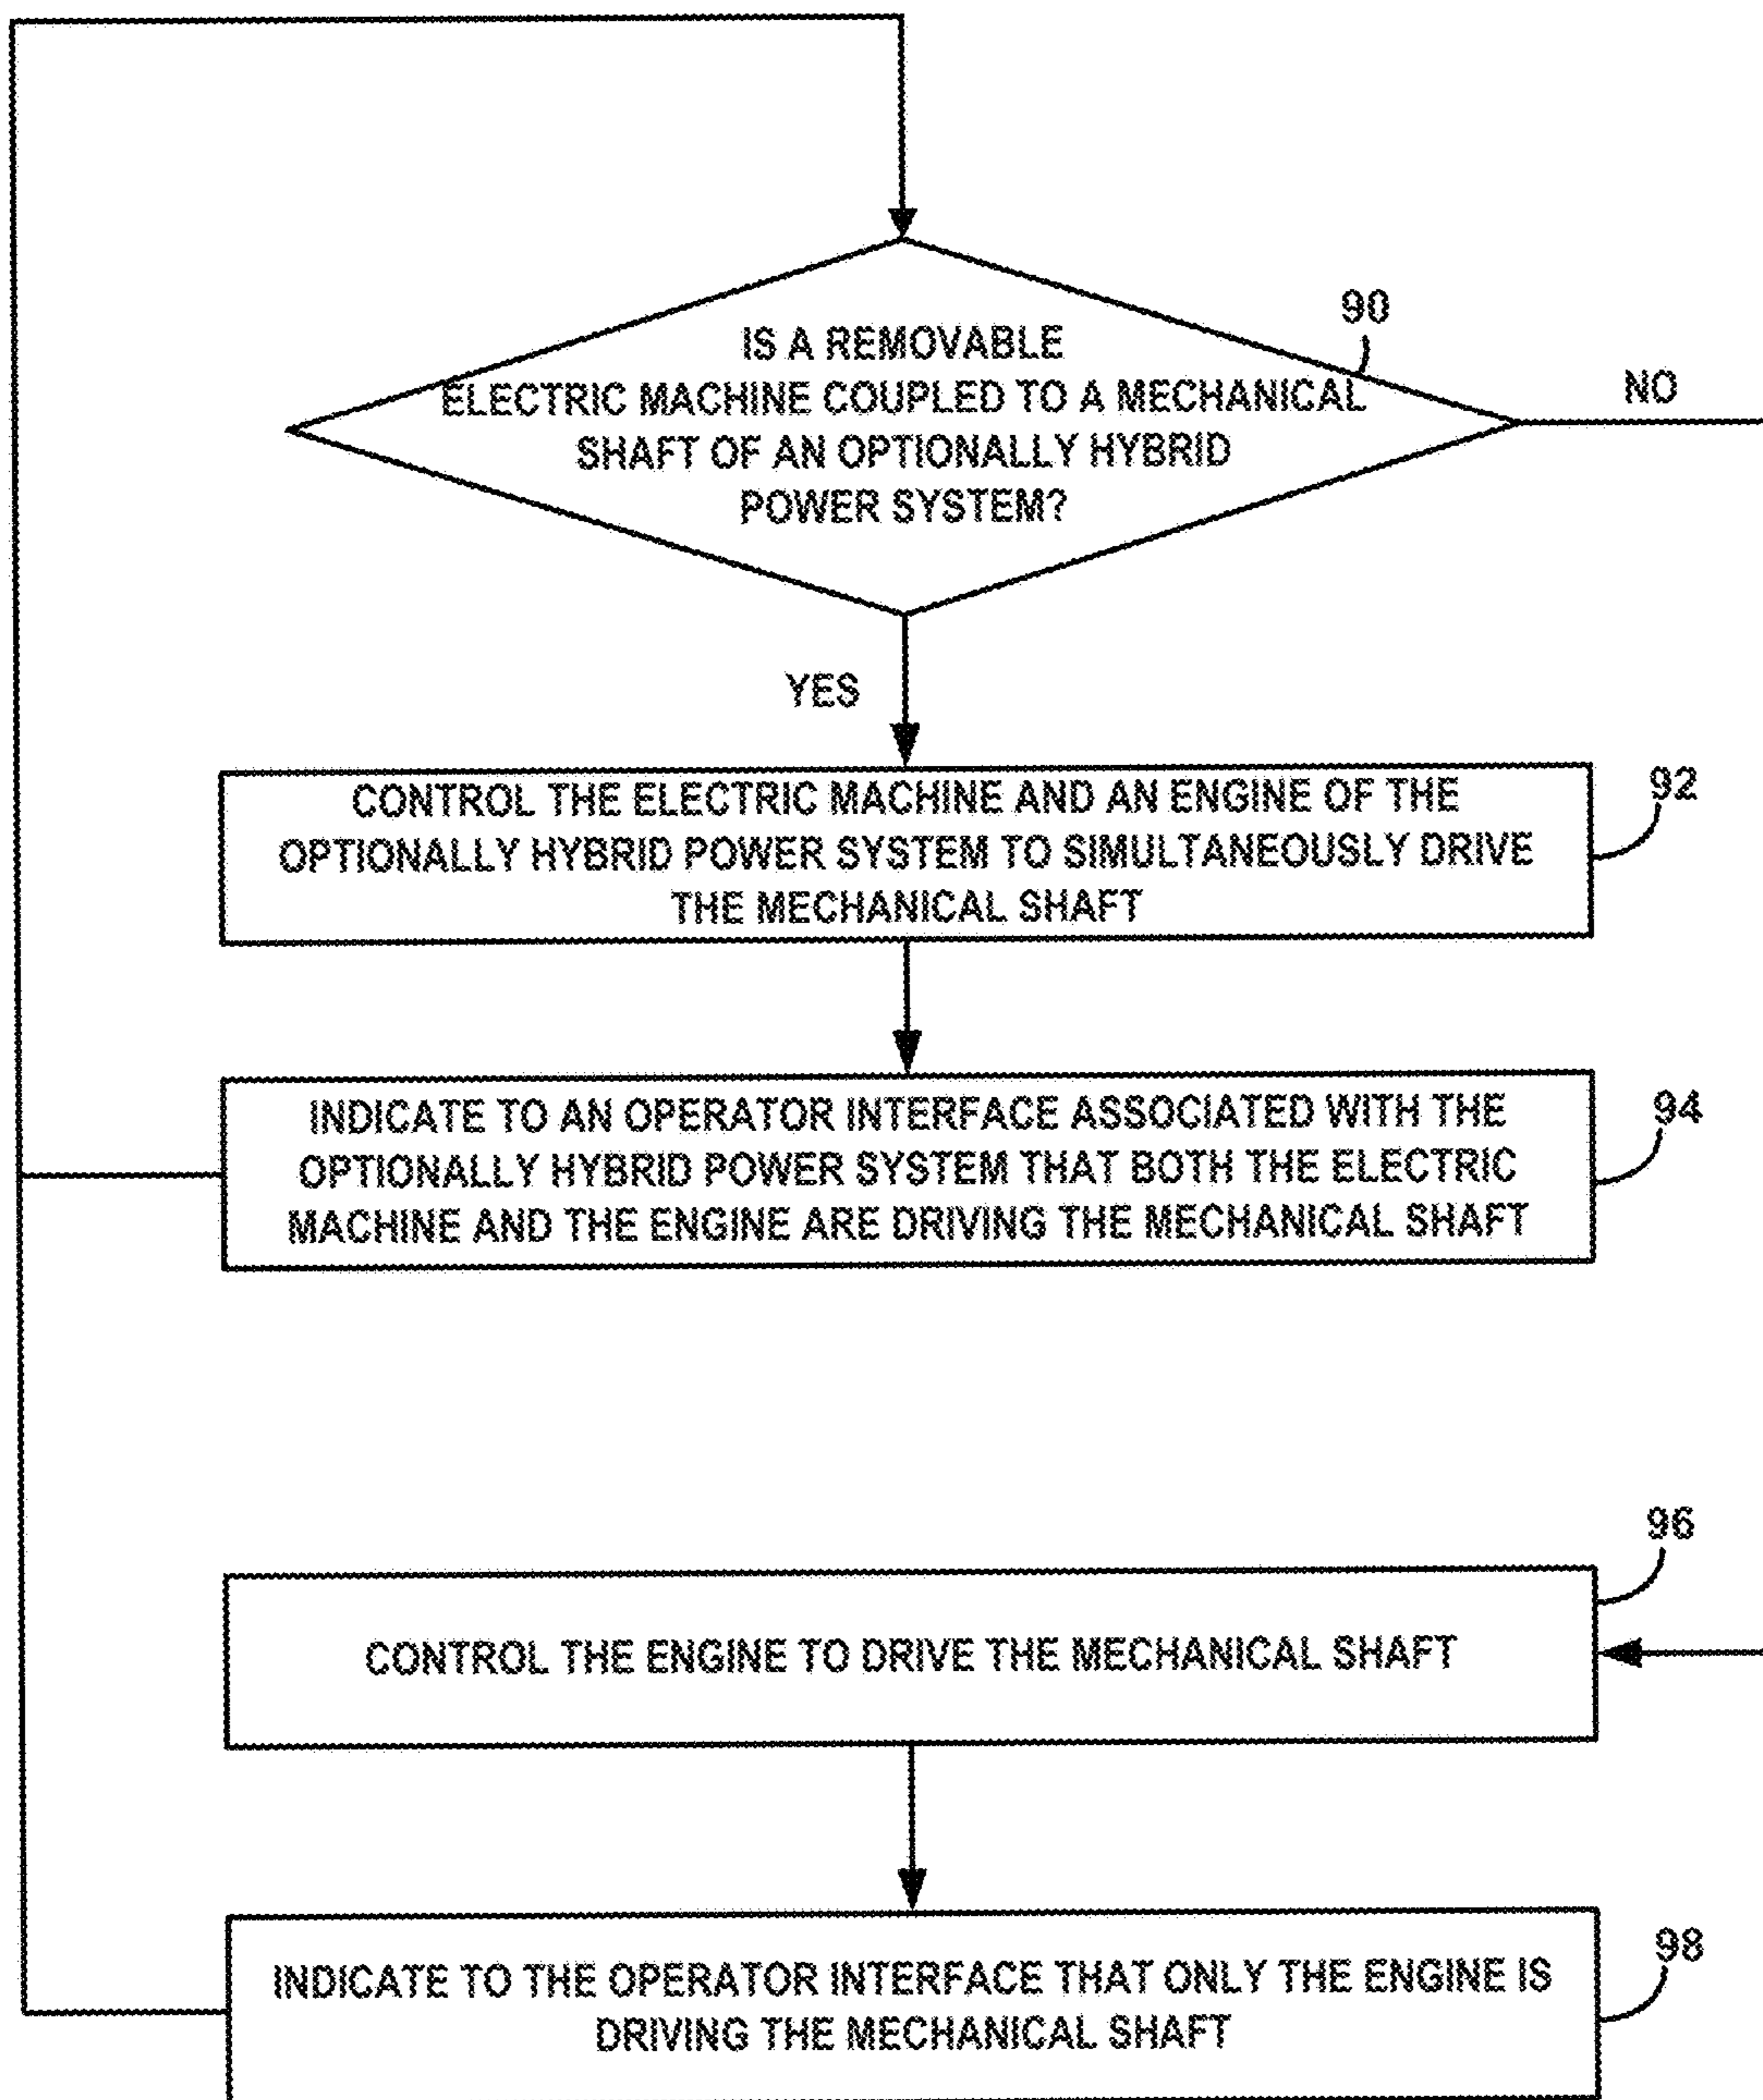 90
IS A REMOVABLE
ELECTRIC MACHINE COUPLED TO A MECHANICAL
SHAFT OF AN OPTIONALLY HYBRID
POWER SYSTEM?
NO
YES
92
CONTROL THE ELECTRIC MACHINE AND AN ENGINE OF THE
OPTIONALLY HYBRID POWER SYSTEM TO SIMULTANEOUSLY DRIVE
THE MECHANICAL SHAFT
94
INDICATE TO AN OPERATOR INTERFACE ASSOCIATED WITH THE
OPTIONALLY HYBRID POWER SYSTEM THAT BOTH THE ELECTRIC
MACHINE AND THE ENGINE ARE DRIVING THE MECHANICAL SHAFT
96
CONTROL THE ENGINE TO DRIVE THE MECHANICAL SHAFT
98
INDICATE TO THE OPERATOR INTERFACE THAT ONLY THE ENGINE IS
DRIVING THE MECHANICAL SHAFT